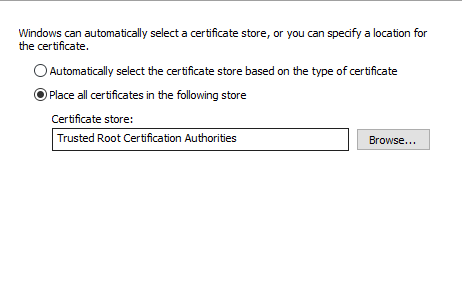 Windows can automatically select a certificate store, or you can specify a location for
the certificate.
Automatically select the certificate store based on the type of certificate
Place all certificates in the following store
Certificate store:
Trusted Root Certification Authorities
Browse...